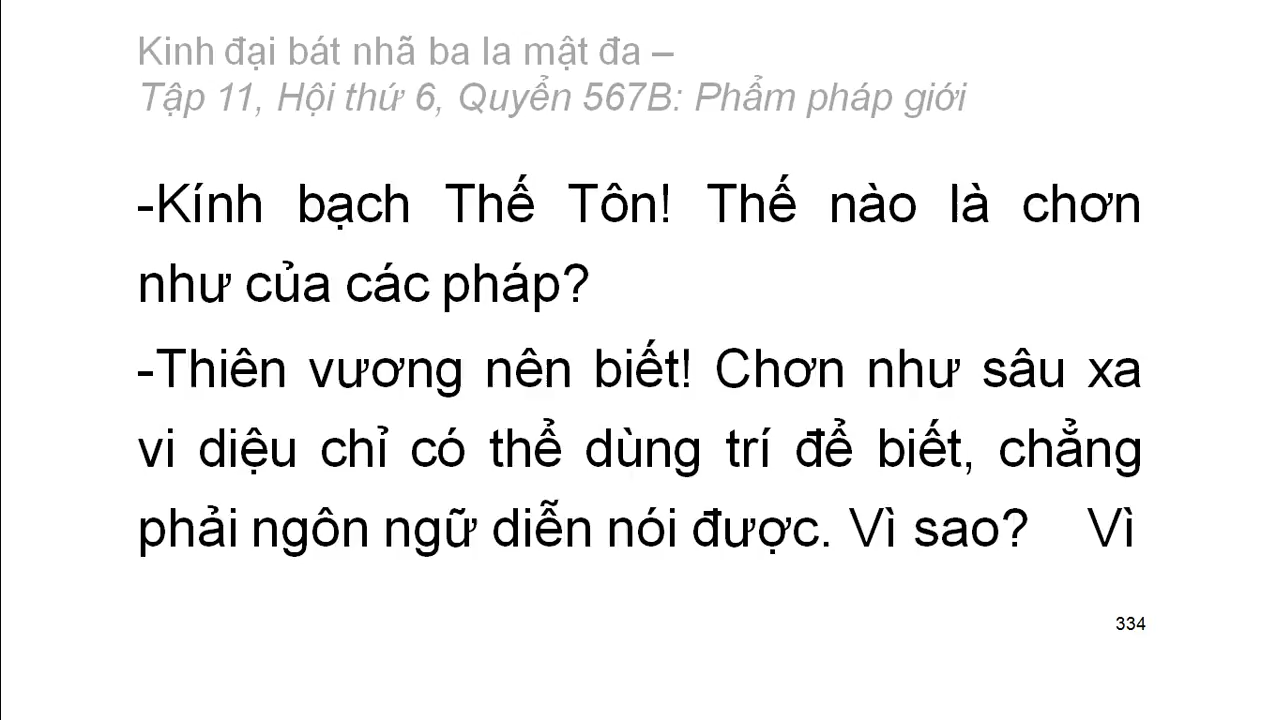 Kinh đại bát nhã ba la mật đa –
Tập 11, Hội thứ 6, Quyển 567B: Phẩm pháp giới
-Kính bạch Thế Tôn! Thế nào là chơn
như của các pháp?
-Thiên vương nên biết! Chơn như sâu xa
vi diệu chỉ có thể dùng trí để biết, chẳng
phải ngôn ngữ diễn nói được. Vì sao? Vì
334